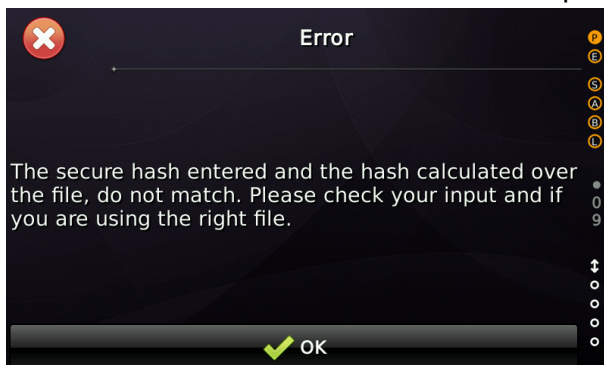 Error
The secure hash entered and the hash calculated over
the file, do not match. Please check your input and if
you are using the right file.
OK
P
E
S
A
B
L
0
9